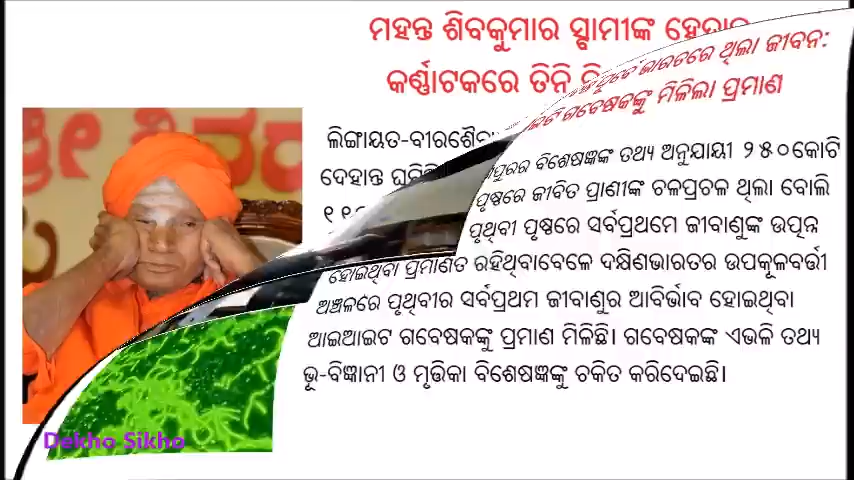 ମହନ୍ତ ଶିବକୁମାର ସ୍ବାମୀଙ୍କ
କର୍ଣ୍ଣାଟକରେ ତିନି
ଭାରତରେ ଥିଲା ଜୀବନ:
ଗବେଷକଙ୍କୁ ମିଳିଲା ପ୍ରମାଣ
ଲିଙ୍ଗାୟତ-ବୀରଶୈବ
ଦେହାନ୍ତ
ବିଶେଷଜ୍ଞଙ୍କ ତଥ୍ୟ ଅନୁଯାୟୀ ୨୫୦କୋଟି
ପୃଷ୍ଠରେ ଜୀବିତ ପ୍ରାଣୀଙ୍କ ଚଳପ୍ରଚଳ ଥିଲା ବୋଲି
ପୃଥିବୀ ପୃଷ୍ଠରେ ସର୍ବପ୍ରଥମେ ଜୀବାଣୁଙ୍କ ଉତ୍ପନ୍ନ
ହୋଇଥିବା ପ୍ରମାଣିତ ରହିଥିବାବେଳେ ଦକ୍ଷିଣଭାରତର ଉପକୂଳବର୍ତ୍ତୀ
ଅଞ୍ଚଳରେ ପୃଥିବୀର ସର୍ବପ୍ରଥମ ଜୀବାଣୁର ଆବିର୍ଭାବ ହୋଇଥିବା
ଆଇଆଇଟି ଗବେଷକଙ୍କୁ ପ୍ରମାଣ ମିଳିଛି। ଗବେଷକଙ୍କ ଏଭଳି ତଥ୍ୟ
ଭୂ-ବିଜ୍ଞାନୀ ଓ ମୃତ୍ତିକା ବିଶେଷଜ୍ଞଙ୍କୁ ଚକିତ କରିଦେଇଛି।
Dekho Sikho